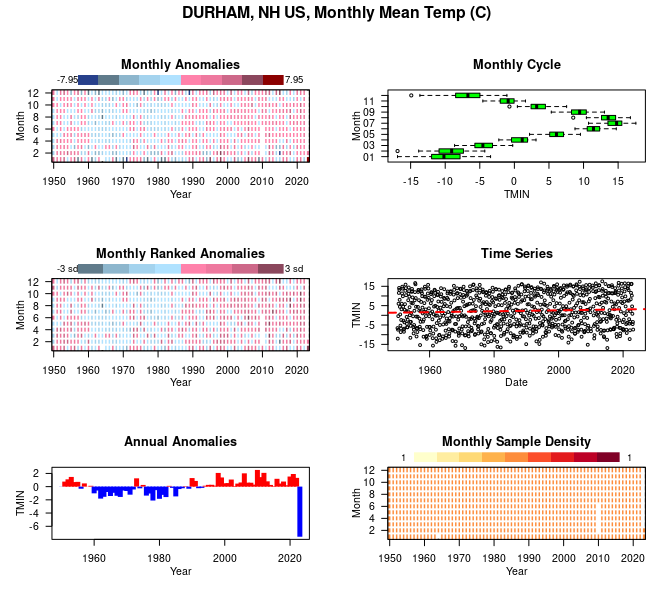 DURHAM, NH US, Monthly Mean Temp (C)
Monthly Anomalies
-7.95 7.95
12
10
8
6
4
2
Month
1950 1960 1970 1980 1990 2000 2010 2020
Year
Monthly Cycle
11
09
07
05
03
01
Month
-15 -10 -5 0 5 10 15
TMIN
Monthly Ranked Anomalies
-3 sd 3 sd
12
10
8
6
4
2
Month
1950 1960 1970 1980 1990 2000 2010 2020
Year
Time Series
15
5
-5
-15
TMIN
1960 1980 2000 2020
Date
Annual Anomalies
2
0
-2
-4
-6
TMIN
1960 1980 2000 2020
Year
Monthly Sample Density
1 1
12
10
8
6
4
2
Month
1950 1960 1970 1980 1990 2000 2010 2020
Year